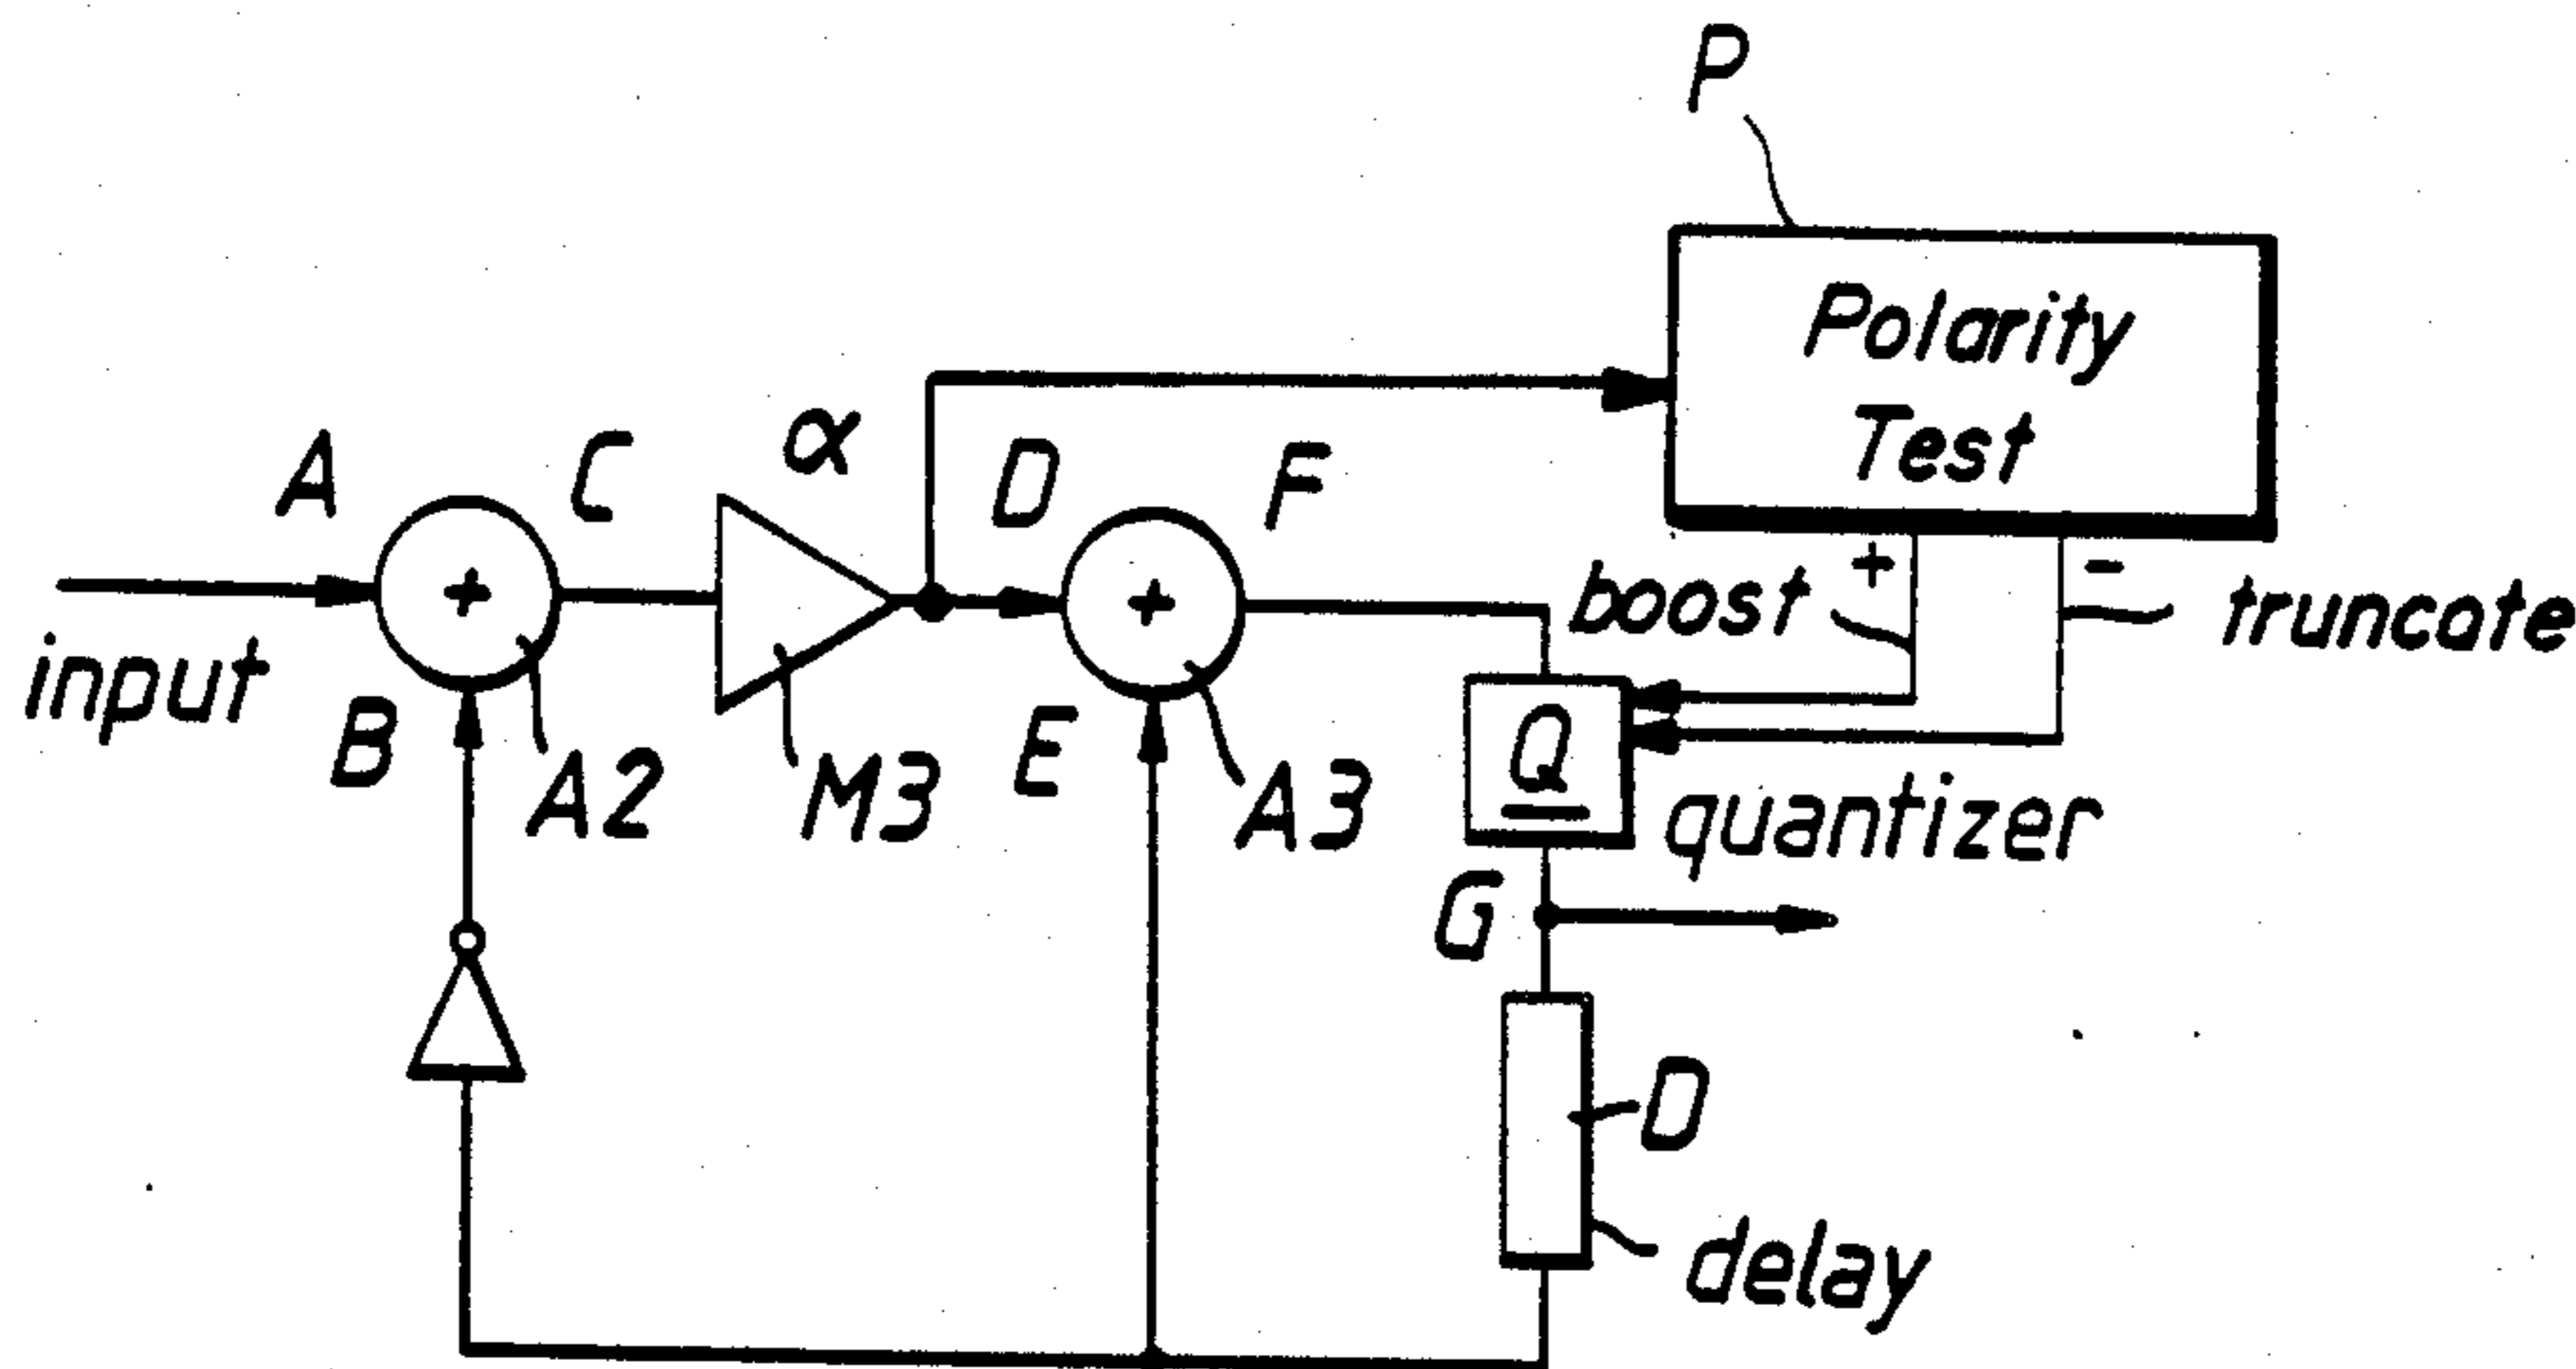 P
Polarity
Test
A
C
α
D
F
+
+
+
boost
-
truncate
input
B
A2
M3
E
A3
Q
quantizer
G
D
delay